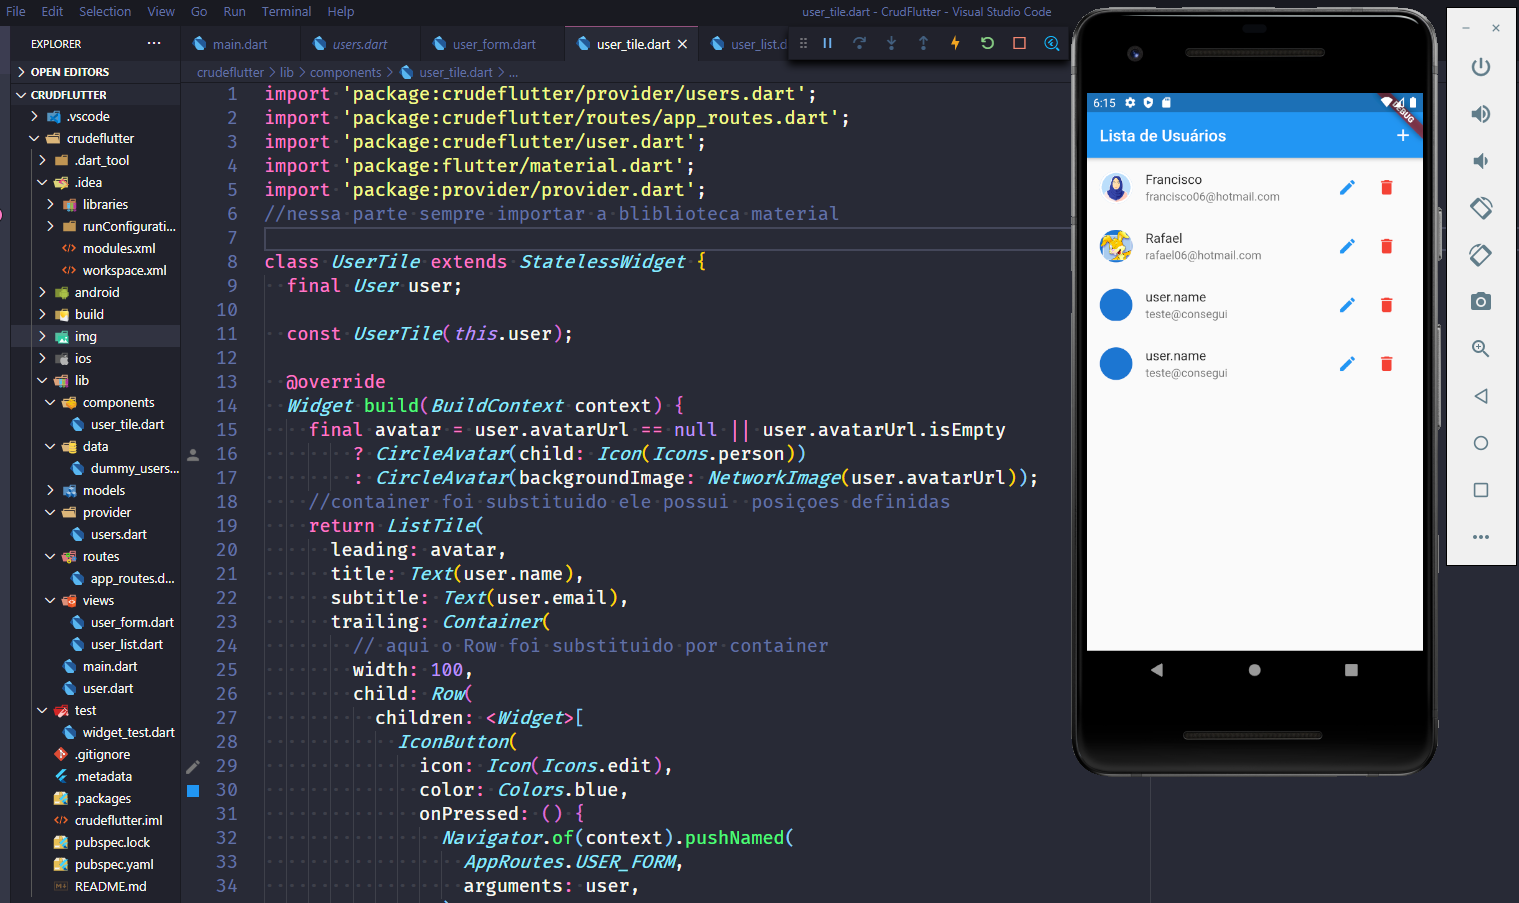 File Edit Selection View Go Run Terminal Help
user_tile.dart - CrudFlutter - Visual Studio Code
EXPLORER
OPEN EDITORS
CRUDFLUTTER
.vscode
crudeflutter
.dart_tool
.idea
libraries
runConfigurati...
modules.xml
workspace.xml
android
build
img
ios
lib
components
user_tile.dart
data
dummy_users...
models
provider
users.dart
routes
app_routes.d...
views
user_form.dart
user_list.dart
main.dart
user.dart
test
widget_test.dart
.gitignore
.metadata
.packages
crudeflutter.iml
pubspec.lock
pubspec.yaml
README.md
main.dart users.dart user_form.dart user_tile.dart user_list.d
crudeflutter > lib > components > user_tile.dart > ...
1 import 'package:crudeflutter/provider/users.dart';
2 import 'package:crudeflutter/routes/app_routes.dart';
3 import 'package:crudeflutter/user.dart';
4 import 'package:flutter/material.dart';
5 import 'package:provider/provider.dart';
6 //nessa parte sempre importar a bliblioteca material
7
8 class UserTile extends StatelessWidget {
9 final User user;
10
11 const UserTile(this.user);
12
13 @override
14 Widget build(BuildContext context) {
15 final avatar = user.avatarUrl == null || user.avatarUrl.isEmpty
16 ? CircleAvatar(child: Icon(Icons.person))
17 : CircleAvatar(backgroundImage: NetworkImage(user.avatarUrl));
18 //container foi substituido ele possui  posiçoes definidas
19 return ListTile(
20 leading: avatar,
21 title: Text(user.name),
22 subtitle: Text(user.email),
23 trailing: Container(
24 // aqui o Row foi substituido por container
25 width: 100,
26 child: Row(
27 children: <Widget>[
28 IconButton(
29 icon: Icon(Icons.edit),
30 color: Colors.blue,
31 onPressed: () {
32 Navigator.of(context).pushNamed(
33 AppRoutes.USER_FORM,
34 arguments: user,
6:15
DEBUG
Lista de Usuários
Francisco
francisco06@hotmail.com
Rafael
rafael06@hotmail.com
user.name
teste@consegui
user.name
teste@consegui